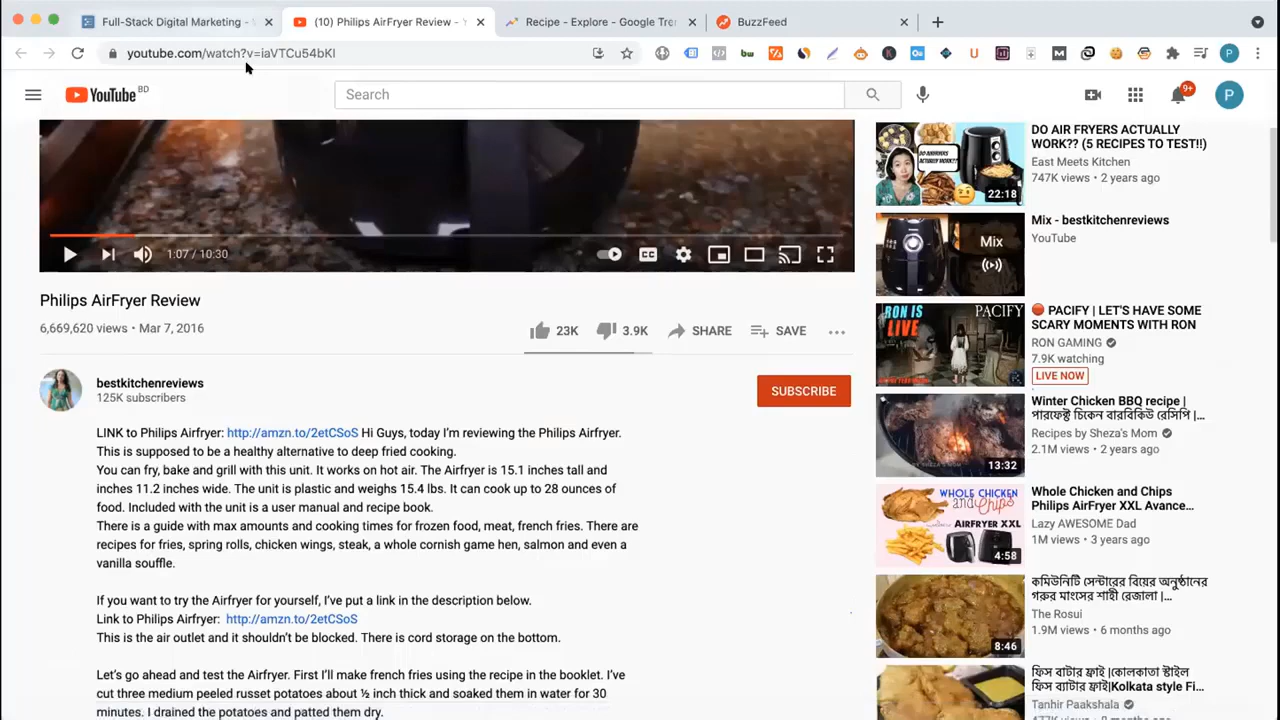 Full-Stack Digital Marketing -
(10) Philips AirFryer Review -
Recipe - Explore - Google Tren
BuzzFeed
youtube.com/watch?v=iaVTCu54bKI
YouTube BD
Search
9+
P
1:07 / 10:30
Philips AirFryer Review
6,669,620 views • Mar 7, 2016
23K
3.9K
SHARE
SAVE
bestkitchenreviews
125K subscribers
SUBSCRIBE
LINK to Philips Airfryer: http://amzn.to/2etCSoS Hi Guys, today I'm reviewing the Philips Airfryer.
This is supposed to be a healthy alternative to deep fried cooking.
You can fry, bake and grill with this unit. It works on hot air. The Airfryer is 15.1 inches tall and
inches 11.2 inches wide. The unit is plastic and weighs 15.4 lbs. It can cook up to 28 ounces of
food. Included with the unit is a user manual and recipe book.
There is a guide with max amounts and cooking times for frozen food, meat, french fries. There are
recipes for fries, spring rolls, chicken wings, steak, a whole cornish game hen, salmon and even a
vanilla souffle.
If you want to try the Airfryer for yourself, I've put a link in the description below.
Link to Philips Airfryer: http://amzn.to/2etCSoS
This is the air outlet and it shouldn't be blocked. There is cord storage on the bottom.
Let's go ahead and test the Airfryer. First I'll make french fries using the recipe in the booklet. I've
cut three medium peeled russet potatoes about ½ inch thick and soaked them in water for 30
minutes. I drained the potatoes and patted them dry.
DO AIRFRYERS ACTUALLY WORK??
22:18
DO AIR FRYERS ACTUALLY
WORK?? (5 RECIPES TO TEST!!)
East Meets Kitchen
747K views • 2 years ago
Mix
Mix - bestkitchenreviews
YouTube
RON IS
LIVE
PACIFY
🔴 PACIFY | LET'S HAVE SOME
SCARY MOMENTS WITH RON
RON GAMING
7.9K watching
LIVE NOW
13:32
Winter Chicken BBQ recipe |
পারফেক্ট চিকেন বারবিকিউ রেসিপি |...
Recipes by Sheza's Mom
2.1M views • 2 years ago
WHOLE CHICKEN
and Chips
AIRFRYER XXL
4:58
Whole Chicken and Chips
Philips AirFryer XXL Avance...
Lazy AWESOME Dad
1M views • 3 years ago
8:46
কমিউনিটি সেন্টারের বিয়ের অনুষ্ঠানের
গরুর মাংসের শাহী রেজালা |...
The Rosui
1.9M views • 6 months ago
ফিস বাটার ফ্রাই |কোলকাতা স্টাইল
ফিস ব্যাটার ফ্রাই|Kolkata style Fi...
Tanhir Paakshala